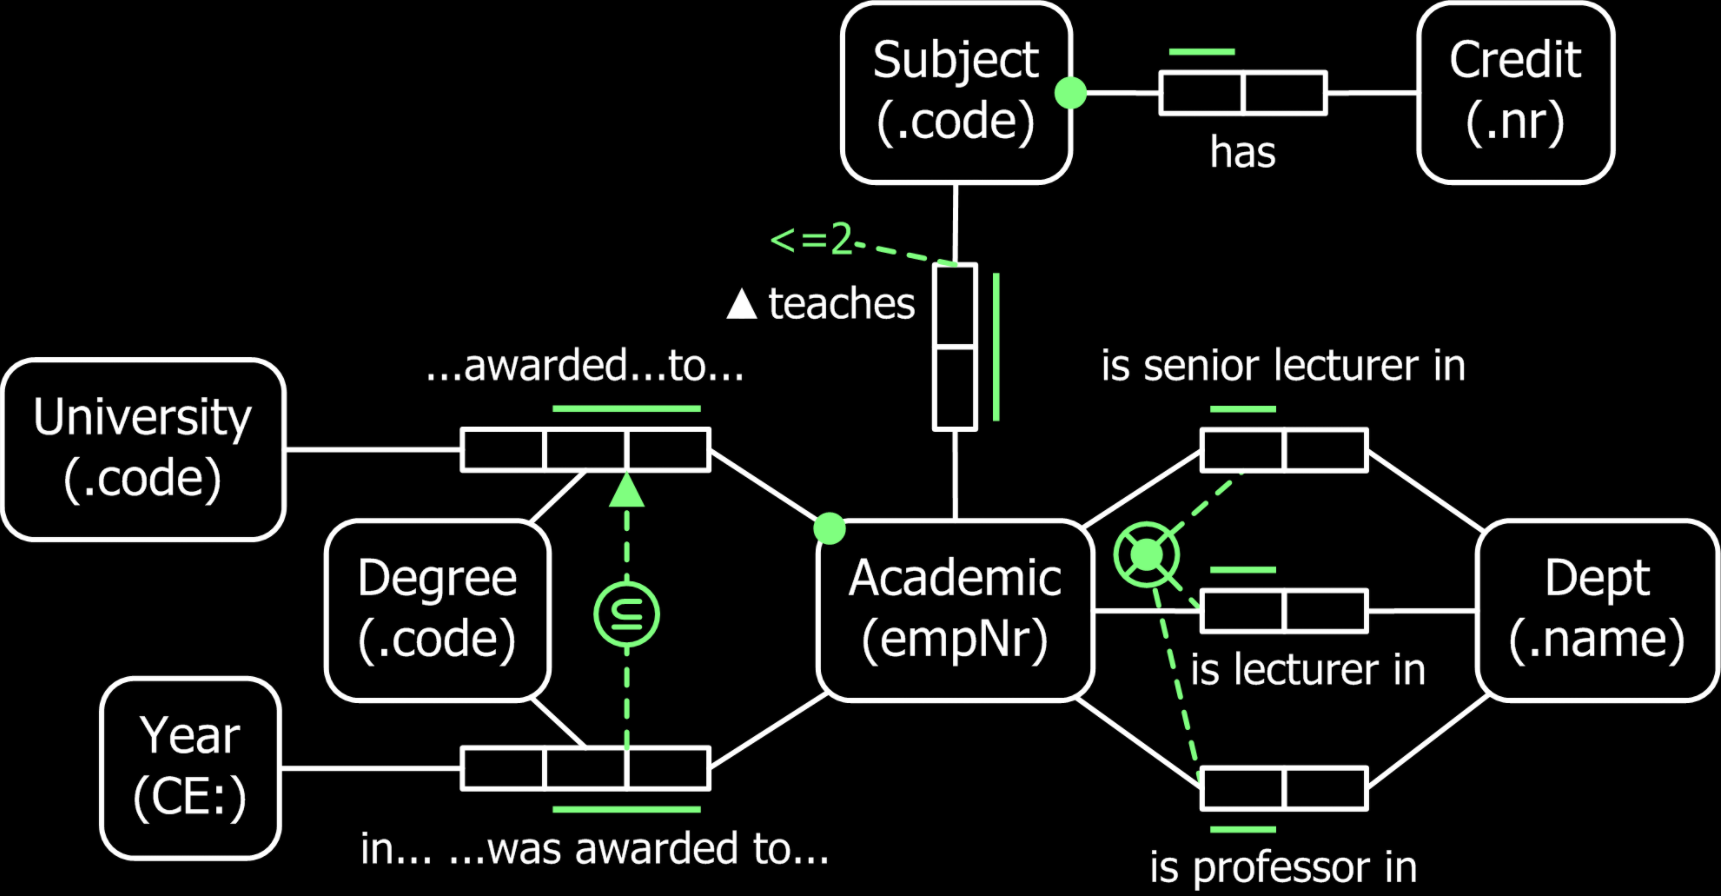 Subject
(.code)
Credit
(.nr)
has
<=2
▲ teaches
...awarded...to...
is senior lecturer in
University
(.code)
Degree
(.code)
⊆
Academic
(empNr)
Dept
(.name)
is lecturer in
Year
(CE:)
in... ...was awarded to...
is professor in